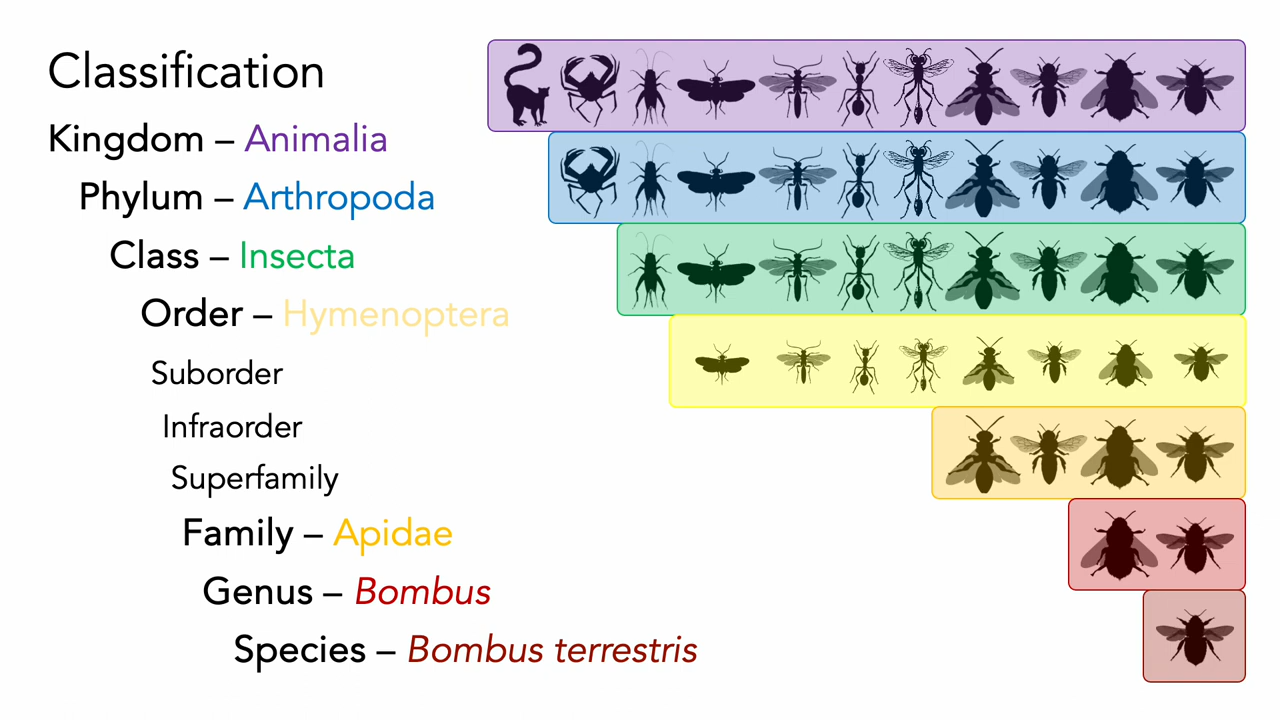 Classification
Kingdom – Animalia
Phylum – Arthropoda
Class – Insecta
Order – Hymenoptera
Suborder
Infraorder
Superfamily
Family – Apidae
Genus – Bombus
Species – Bombus terrestris